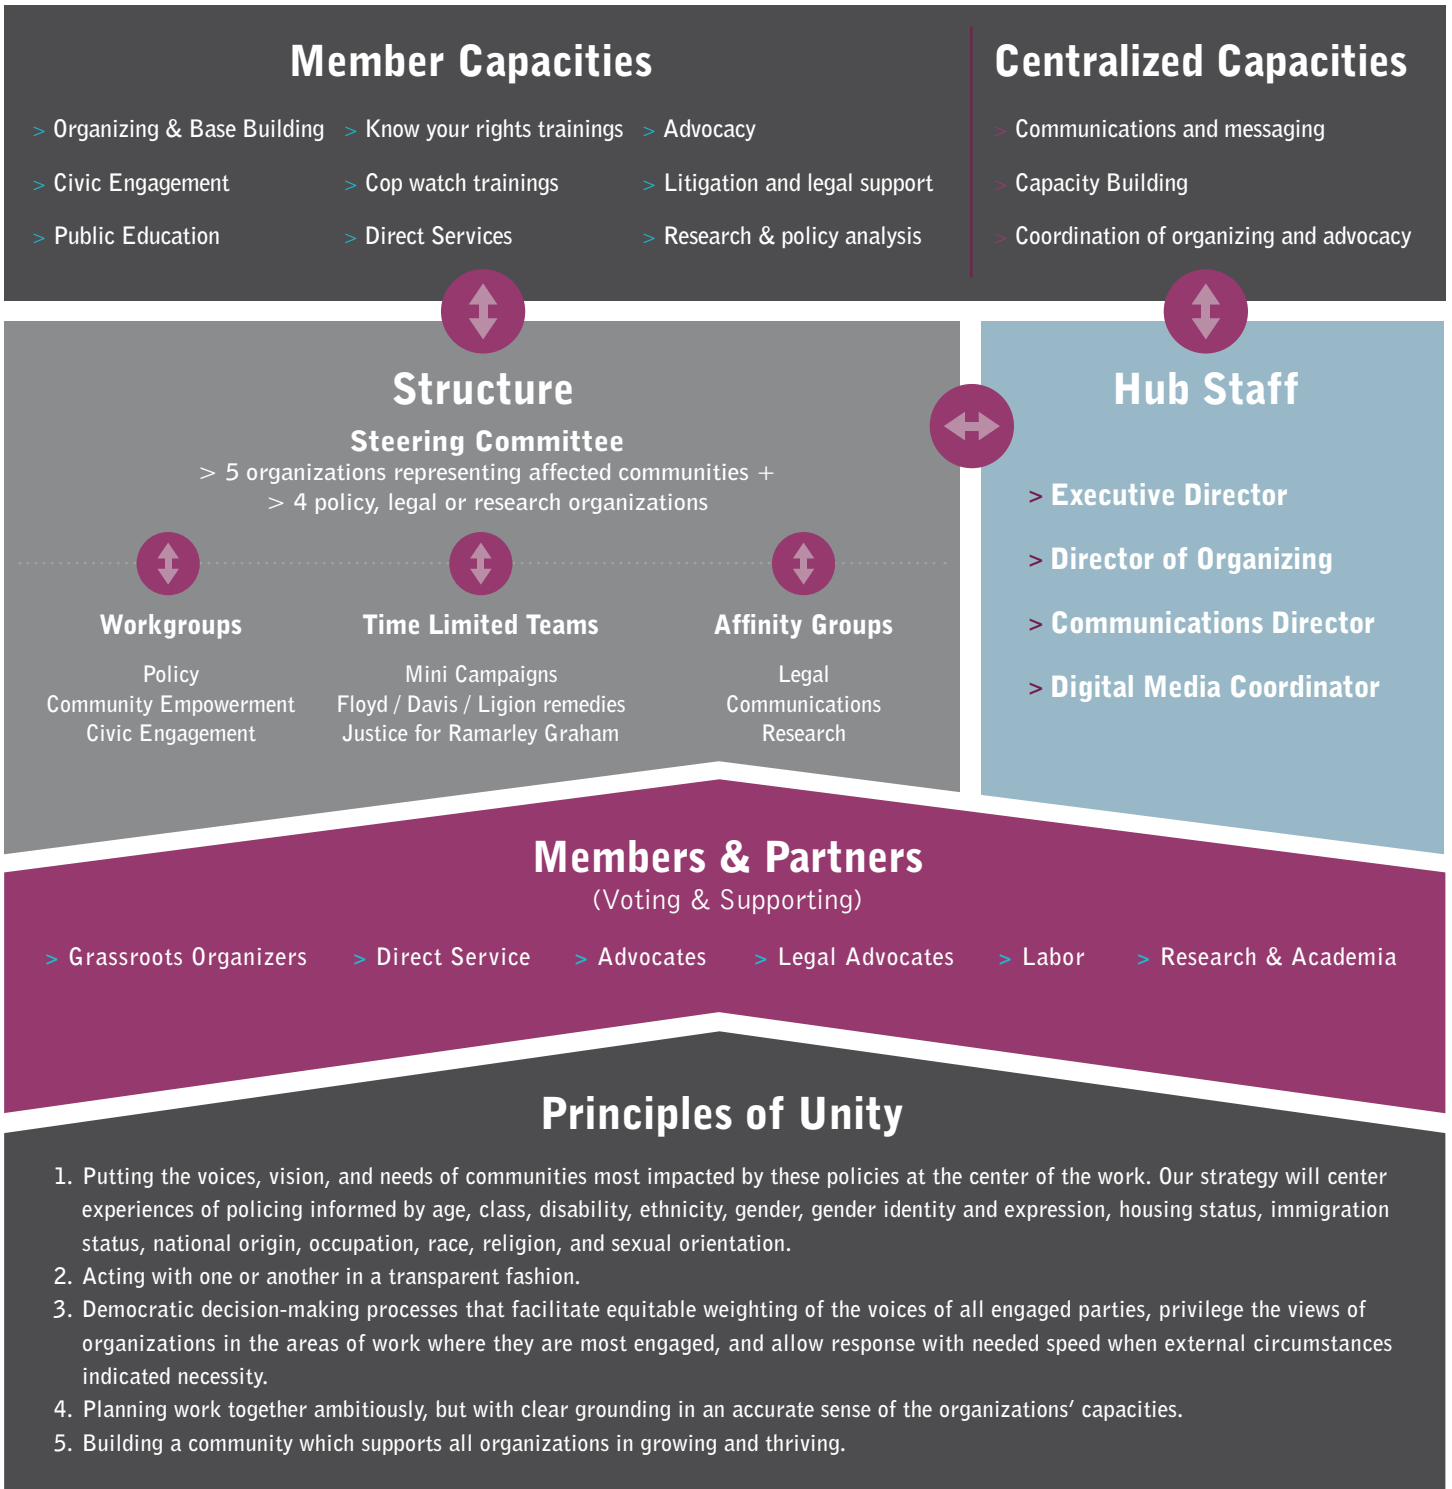 Member Capacities
> Organizing & Base Building
> Civic Engagement
> Public Education
> Know your rights trainings
> Cop watch trainings
> Direct Services
> Advocacy
> Litigation and legal support
> Research & policy analysis
Centralized Capacities
> Communications and messaging
> Capacity Building
> Coordination of organizing and advocacy
Structure
Steering Committee
> 5 organizations representing affected communities +
> 4 policy, legal or research organizations
Workgroups
Policy
Community Empowerment
Civic Engagement
Time Limited Teams
Mini Campaigns
Floyd / Davis / Ligion remedies
Justice for Ramarley Graham
Affinity Groups
Legal
Communications
Research
Hub Staff
> Executive Director
> Director of Organizing
> Communications Director
> Digital Media Coordinator
Members & Partners
(Voting & Supporting)
> Grassroots Organizers > Direct Service > Advocates > Legal Advocates > Labor > Research & Academia
Principles of Unity
1. Putting the voices, vision, and needs of communities most impacted by these policies at the center of the work. Our strategy will center
experiences of policing informed by age, class, disability, ethnicity, gender, gender identity and expression, housing status, immigration
status, national origin, occupation, race, religion, and sexual orientation.
2. Acting with one or another in a transparent fashion.
3. Democratic decision-making processes that facilitate equitable weighting of the voices of all engaged parties, privilege the views of
organizations in the areas of work where they are most engaged, and allow response with needed speed when external circumstances
indicated necessity.
4. Planning work together ambitiously, but with clear grounding in an accurate sense of the organizations’ capacities.
5. Building a community which supports all organizations in growing and thriving.